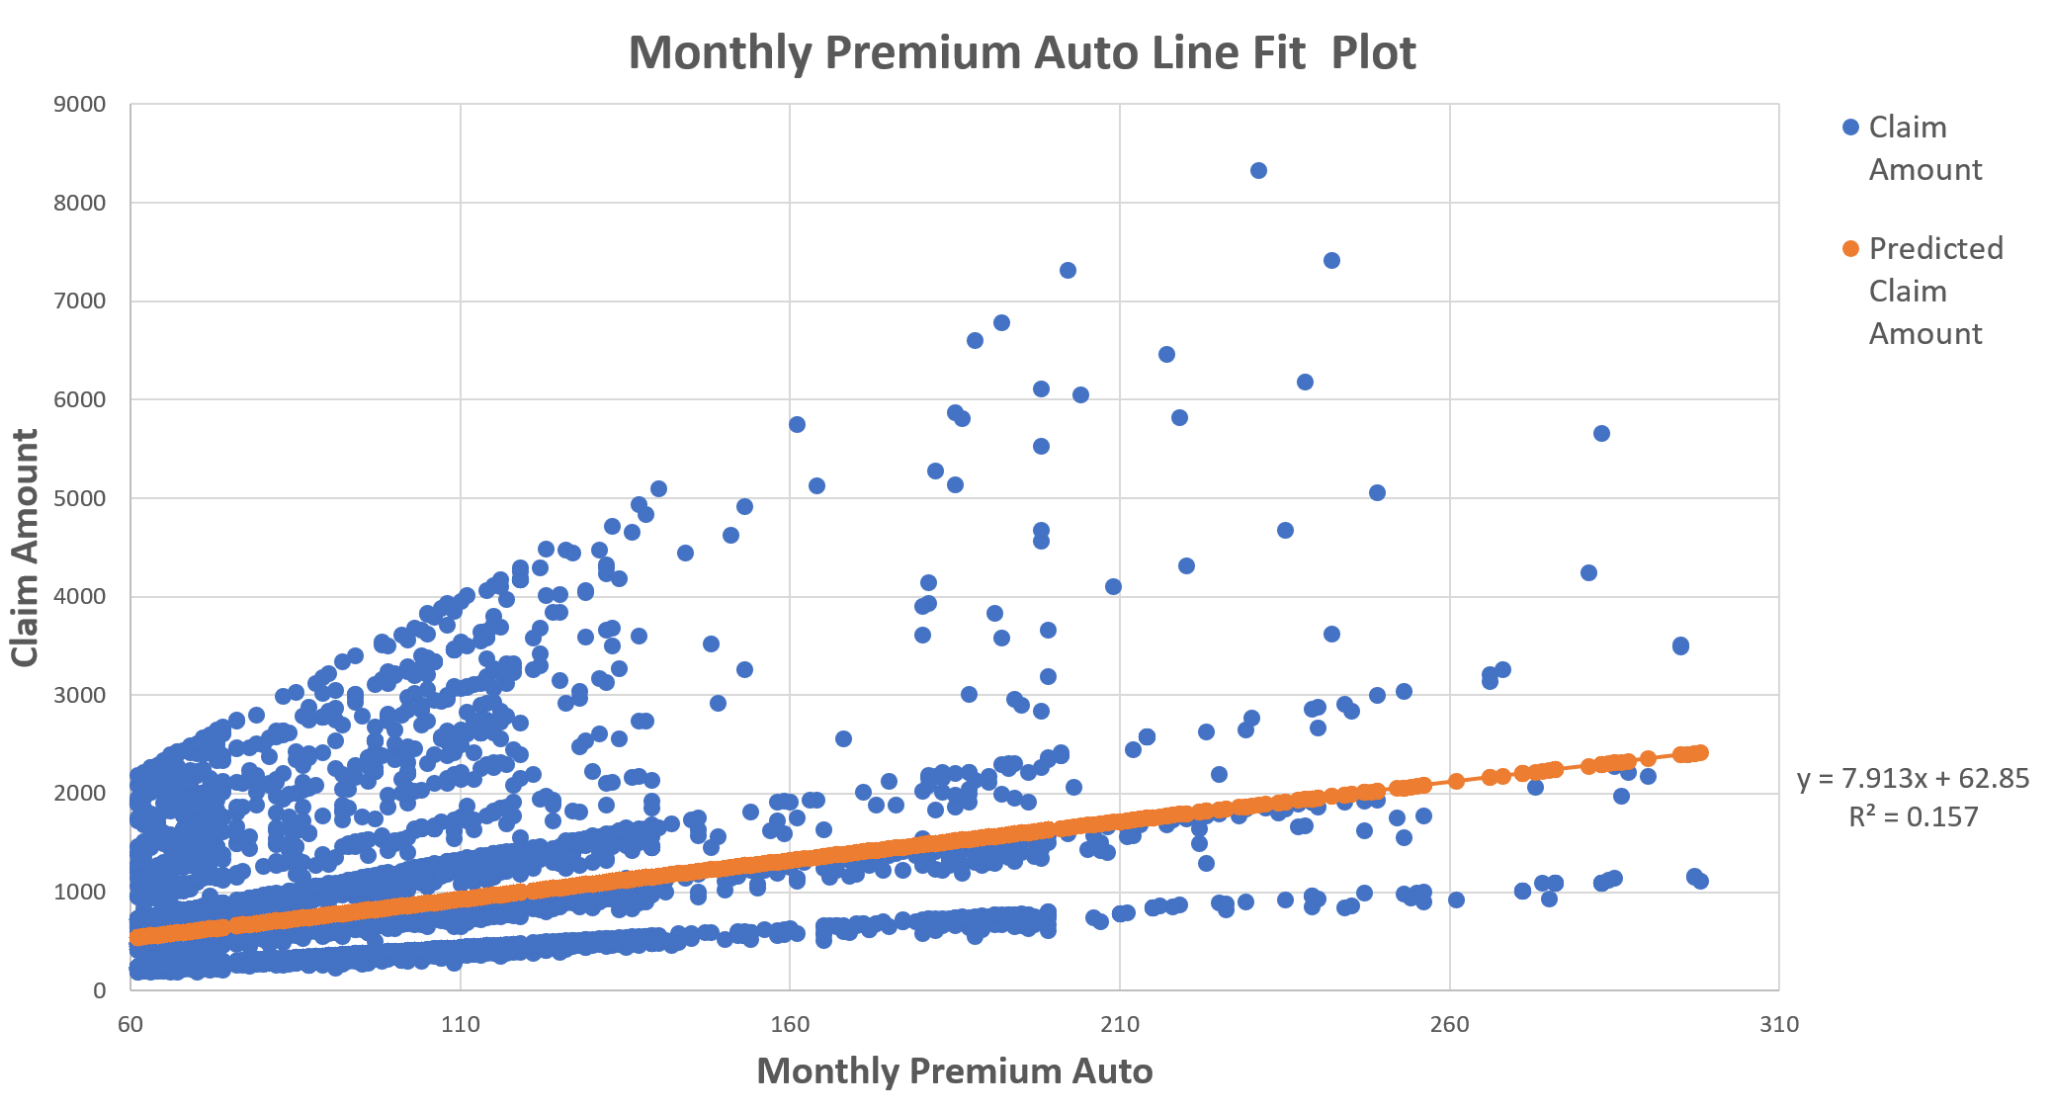 Monthly Premium Auto Line Fit  Plot
9000
8000
7000
6000
5000
4000
3000
2000
1000
0
Claim Amount
60
110
160
210
260
310
Monthly Premium Auto
Claim
Amount
Predicted
Claim
Amount
y = 7.913x + 62.85
R² = 0.157